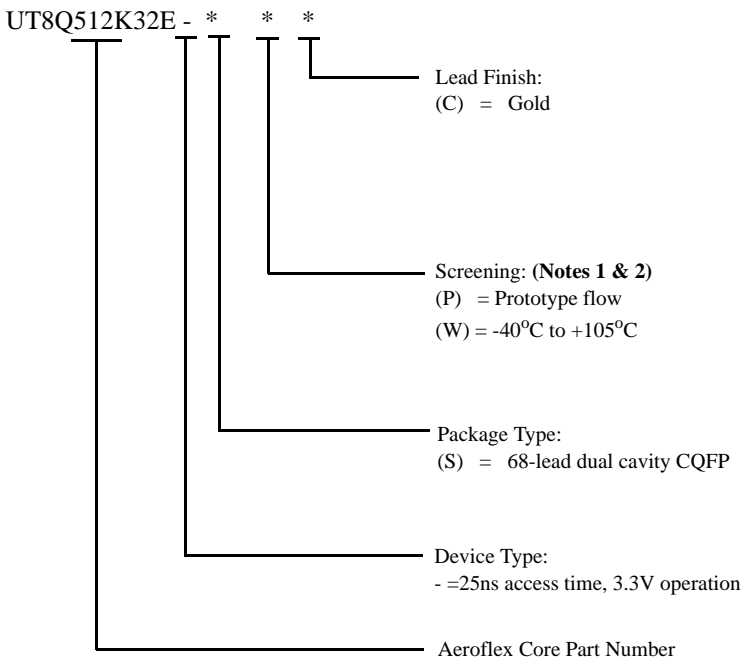 UT8Q512K32E - * * *
Lead Finish:
(C) = Gold
Screening: (Notes 1 & 2)
(P) = Prototype flow
(W) = -40°C to +105°C
Package Type:
(S) = 68-lead dual cavity CQFP
Device Type:
- =25ns access time, 3.3V operation
Aeroflex Core Part Number